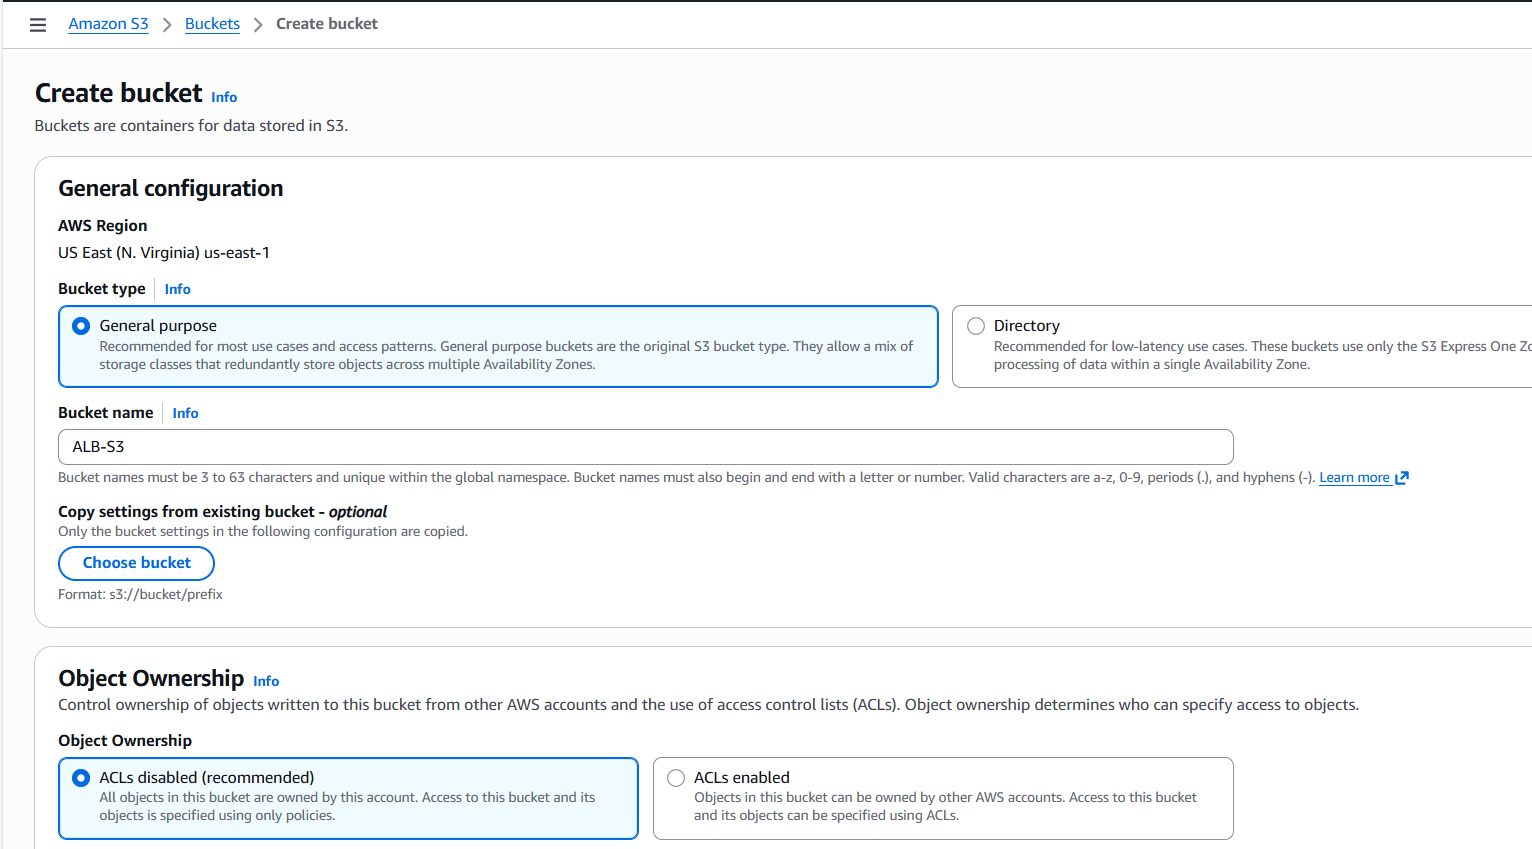 Amazon S3 > Buckets > Create bucket
Create bucket Info
Buckets are containers for data stored in S3.
General configuration
AWS Region
US East (N. Virginia) us-east-1
Bucket type Info
General purpose
Recommended for most use cases and access patterns. General purpose buckets are the original S3 bucket type. They allow a mix of
storage classes that redundantly store objects across multiple Availability Zones.
Directory
Recommended for low-latency use cases. These buckets use only the S3 Express One
processing of data within a single Availability Zone.
Bucket name Info
ALB-S3
Bucket names must be 3 to 63 characters and unique within the global namespace. Bucket names must also begin and end with a letter or number. Valid characters are a-z, 0-9, periods (.), and hyphens (-). Learn more
Copy settings from existing bucket - optional
Only the bucket settings in the following configuration are copied.
Choose bucket
Format: s3://bucket/prefix
Object Ownership Info
Control ownership of objects written to this bucket from other AWS accounts and the use of access control lists (ACLs). Object ownership determines who can specify access to objects.
Object Ownership
ACLs disabled (recommended)
All objects in this bucket are owned by this account. Access to this bucket and its
objects is specified using only policies.
ACLs enabled
Objects in this bucket can be owned by other AWS accounts. Access to this bucket
and its objects can be specified using ACLs.